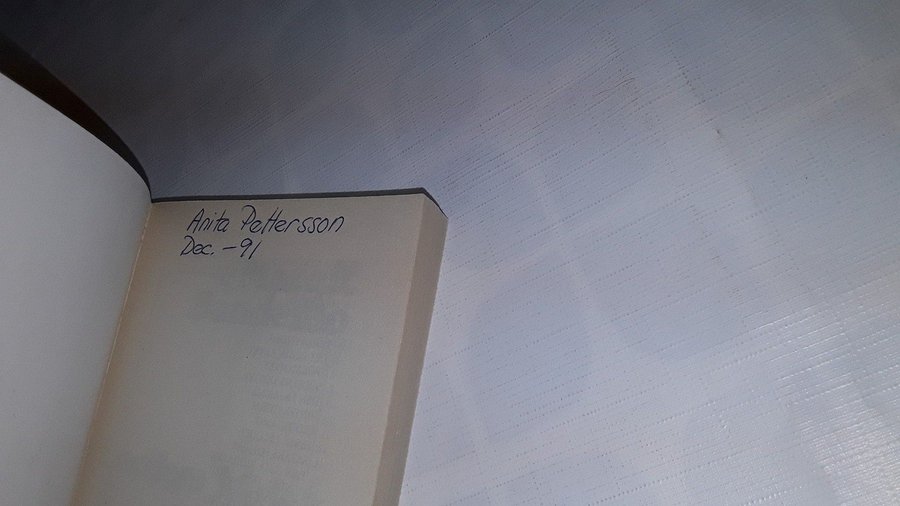 Anita Pettersson
Dec. -91